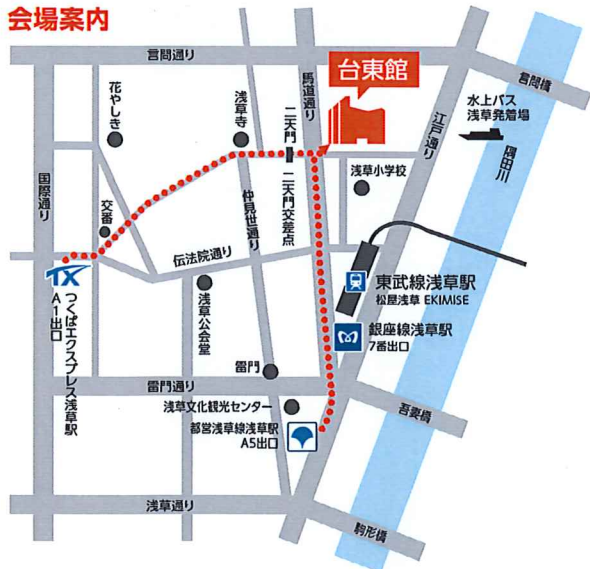 会場案内
言問通り
花やしき
浅草寺
二天門
馬道通り
台東館
言問橋
水上バス
浅草発着場
江戸通り
隅田川
国際通り
交番
仲見世通り
二天門交差点
浅草小学校
伝法院通り
TX
A1出口
つくばエクスプレス浅草駅
浅草公会堂
東武線浅草駅
松屋浅草 EKIMISE
銀座線浅草駅
7番出口
雷門
雷門通り
浅草文化観光センター
都営浅草線浅草駅
A5出口
吾妻橋
浅草通り
駒形橋